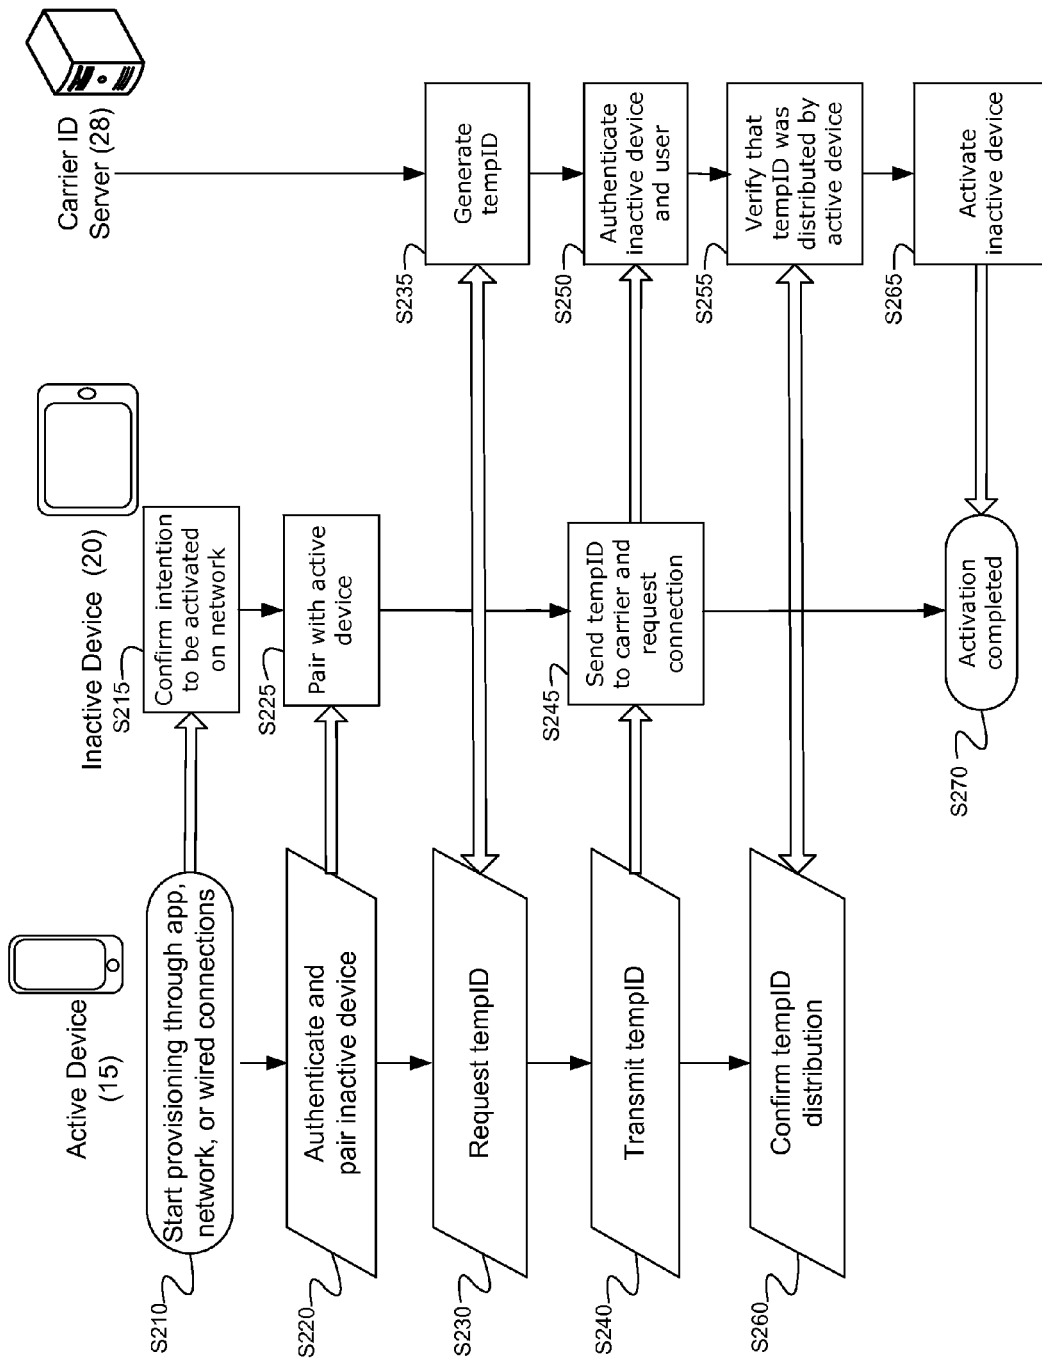 Active Device
(15)
Inactive Device (20)
Carrier ID
Server (28)
S210
Start provisioning through app,
network, or wired connections
S215
Confirm intention
to be activated
on network
S220
Authenticate and
pair inactive device
S225
Pair with active
device
S230
Request tempID
S235
Generate
tempID
S240
Transmit tempID
S245
Send tempID
to carrier and
request
connection
S250
Authenticate
inactive device
and user
S255
Verify that
tempID was
distributed by
active device
S260
Confirm tempID
distribution
S265
Activate
inactive device
S270
Activation
completed